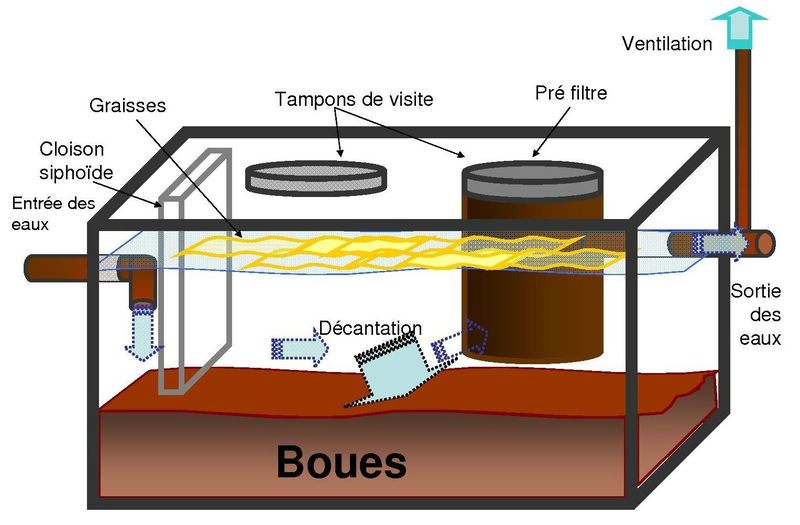 Ventilation
Graisses
Tampons de visite
Pré filtre
Cloison
siphoïde
Entrée des
eaux
Sortie
des
eaux
Décantation
Boues